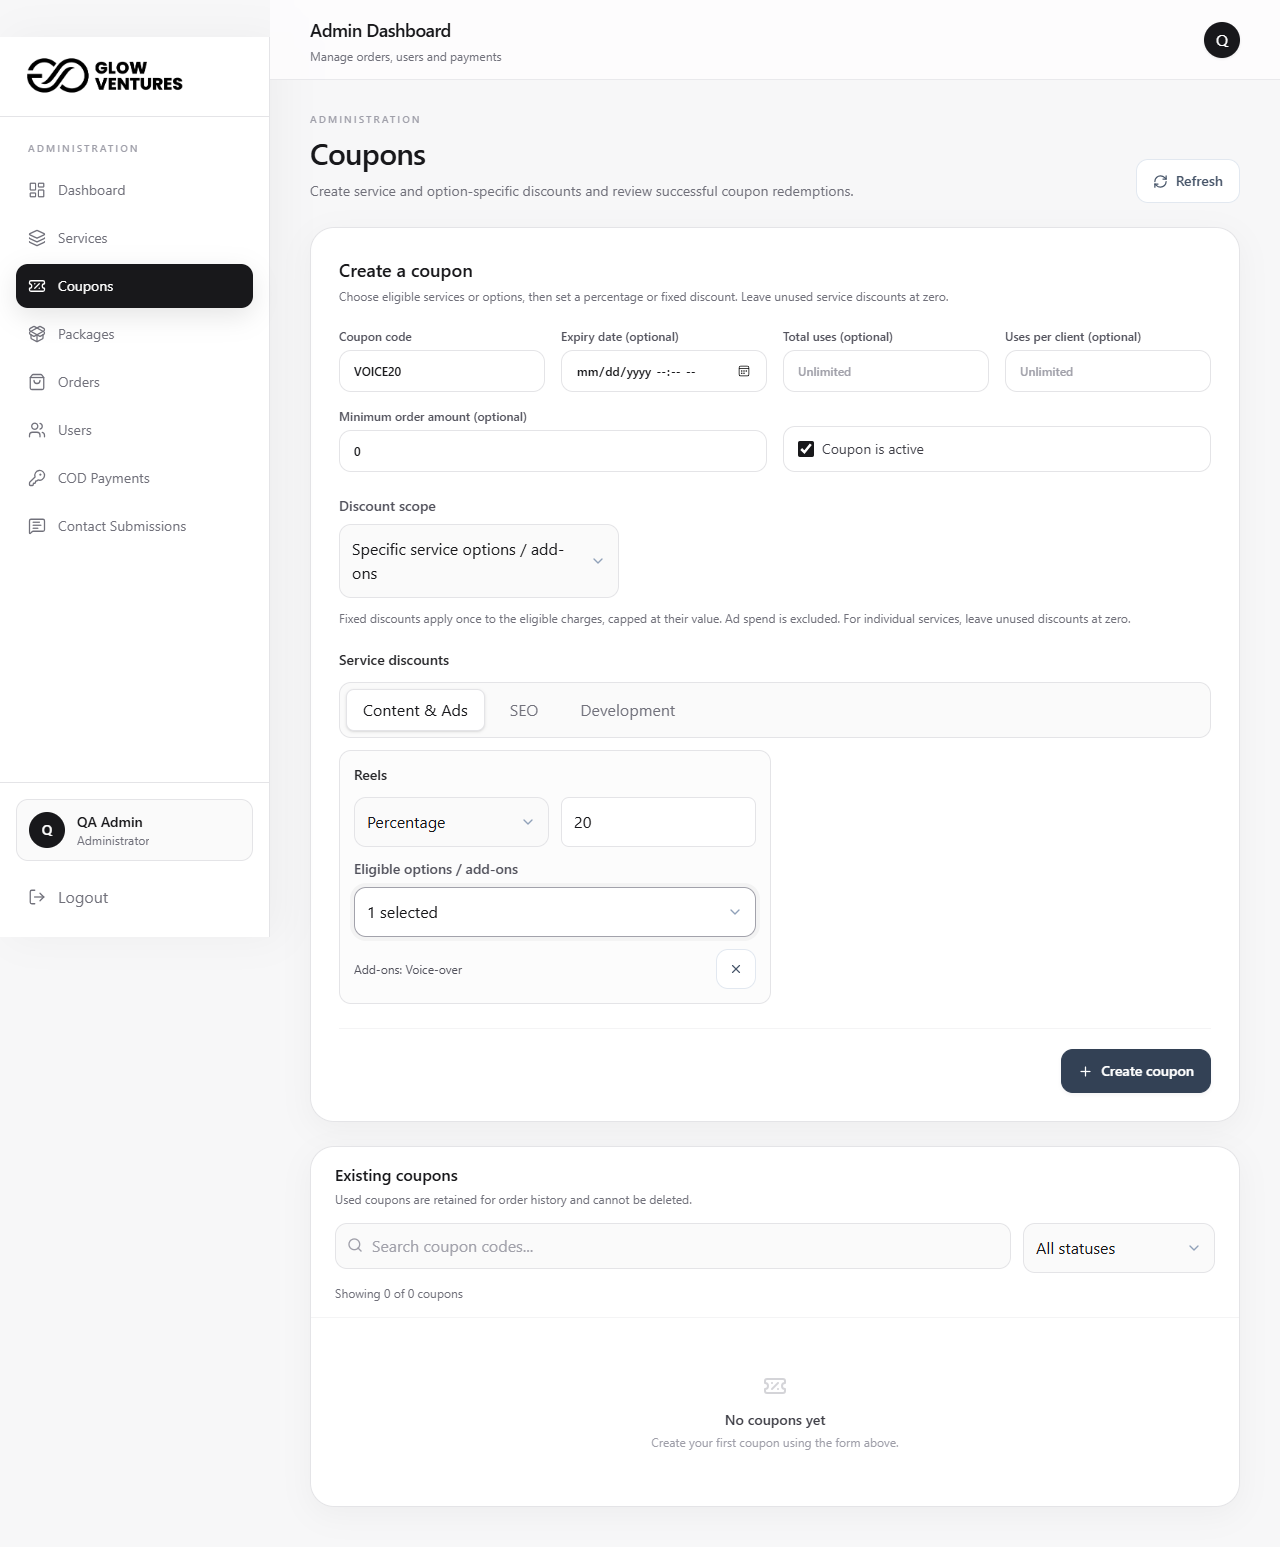 GLOW
VENTURES
ADMINISTRATION
Dashboard
Services
Coupons
Packages
Orders
Users
COD Payments
Contact Submissions
Q
QA Admin
Administrator
Logout
Admin Dashboard
Manage orders, users and payments
Q
ADMINISTRATION
Coupons
Create service and option-specific discounts and review successful coupon redemptions.
Refresh
Create a coupon
Choose eligible services or options, then set a percentage or fixed discount. Leave unused service discounts at zero.
Coupon code
VOICE20
Expiry date (optional)
mm/dd/yyyy --:-- --
Total uses (optional)
Unlimited
Uses per client (optional)
Unlimited
Minimum order amount (optional)
0
Coupon is active
Discount scope
Specific service options / add-
ons
Fixed discounts apply once to the eligible charges, capped at their value. Ad spend is excluded. For individual services, leave unused discounts at zero.
Service discounts
Content & Ads
SEO
Development
Reels
Percentage
20
Eligible options / add-ons
1 selected
Add-ons: Voice-over
Create coupon
Existing coupons
Used coupons are retained for order history and cannot be deleted.
Search coupon codes...
All statuses
Showing 0 of 0 coupons
No coupons yet
Create your first coupon using the form above.